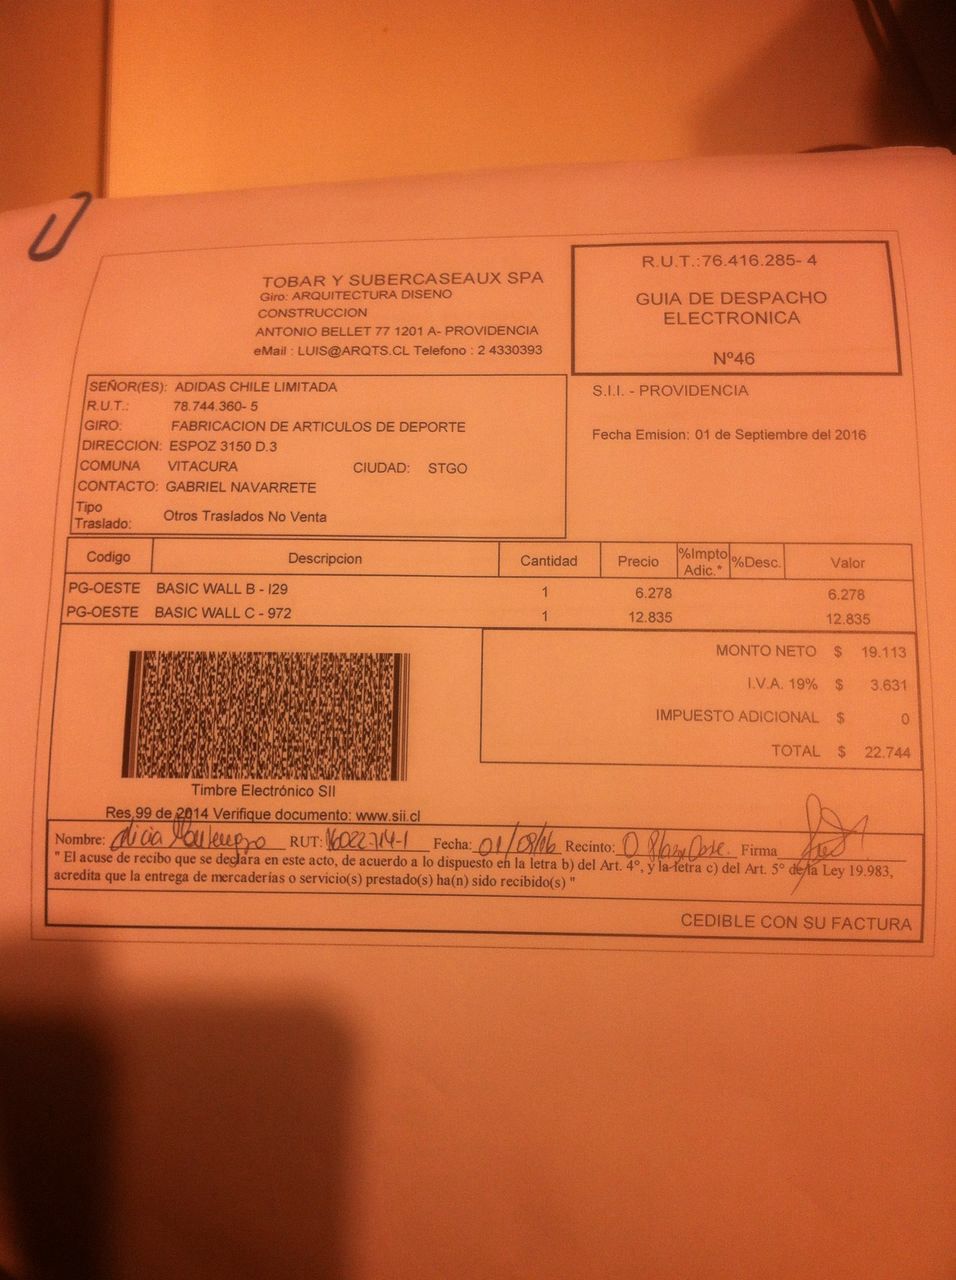 TOBAR Y SUBERCASEAUX SPA
Giro: ARQUITECTURA DISENO
CONSTRUCCION
ANTONIO BELLET 77 1201 A- PROVIDENCIA
eMail : LUIS@ARQTS.CL Telefono : 2 4330393
R.U.T.:76.416.285- 4
GUIA DE DESPACHO
ELECTRONICA
Nº46
S.I.I. - PROVIDENCIA
Fecha Emision: 01 de Septiembre del 2016
SEÑOR(ES): ADIDAS CHILE LIMITADA
R.U.T.: 78.744.360- 5
GIRO: FABRICACION DE ARTICULOS DE DEPORTE
DIRECCION: ESPOZ 3150 D.3
COMUNA VITACURA CIUDAD: STGO
CONTACTO: GABRIEL NAVARRETE
Tipo
Traslado: Otros Traslados No Venta
Codigo Descripcion Cantidad Precio %Impto Adic.* %Desc. Valor
PG-OESTE BASIC WALL B - I29 1 6.278 6.278
PG-OESTE BASIC WALL C - 972 1 12.835 12.835
MONTO NETO $ 19.113
I.V.A. 19% $ 3.631
IMPUESTO ADICIONAL $ 0
TOTAL $ 22.744
Timbre Electrónico SII
Res.99 de 2014 Verifique documento: www.sii.cl
Nombre: Alicia RUT: 16022714-1 Fecha: 01/09/16 Recinto: Firma
" El acuse de recibo que se declara en este acto, de acuerdo a lo dispuesto en la letra b) del Art. 4°, y la letra c) del Art. 5° de la Ley 19.983,
acredita que la entrega de mercaderías o servicio(s) prestado(s) ha(n) sido recibido(s) "
CEDIBLE CON SU FACTURA